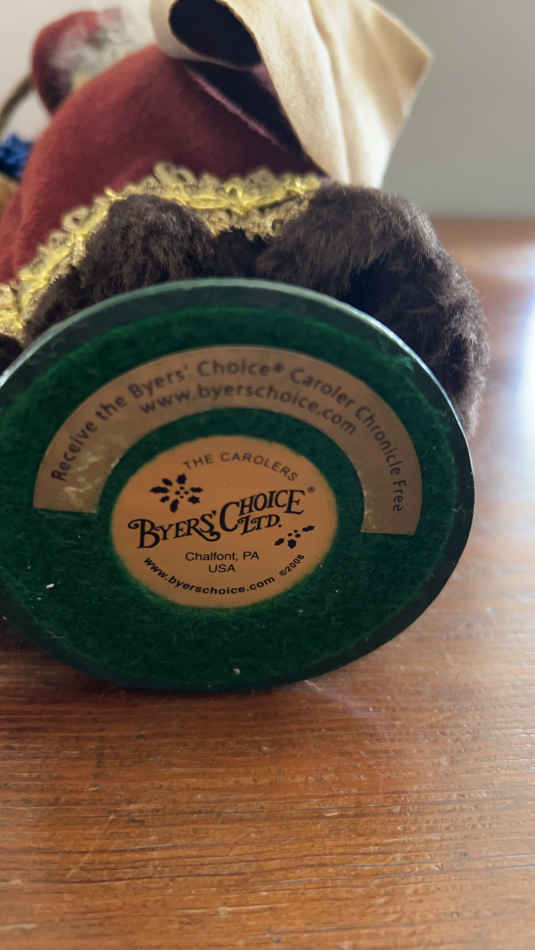 Receive the Byers' Choice® Caroler Chronicle Free
www.byerschoice.com
THE CAROLERS
BYERS' CHOICE®
LTD.
Chalfont, PA
USA
www.byerschoice.com ©2008